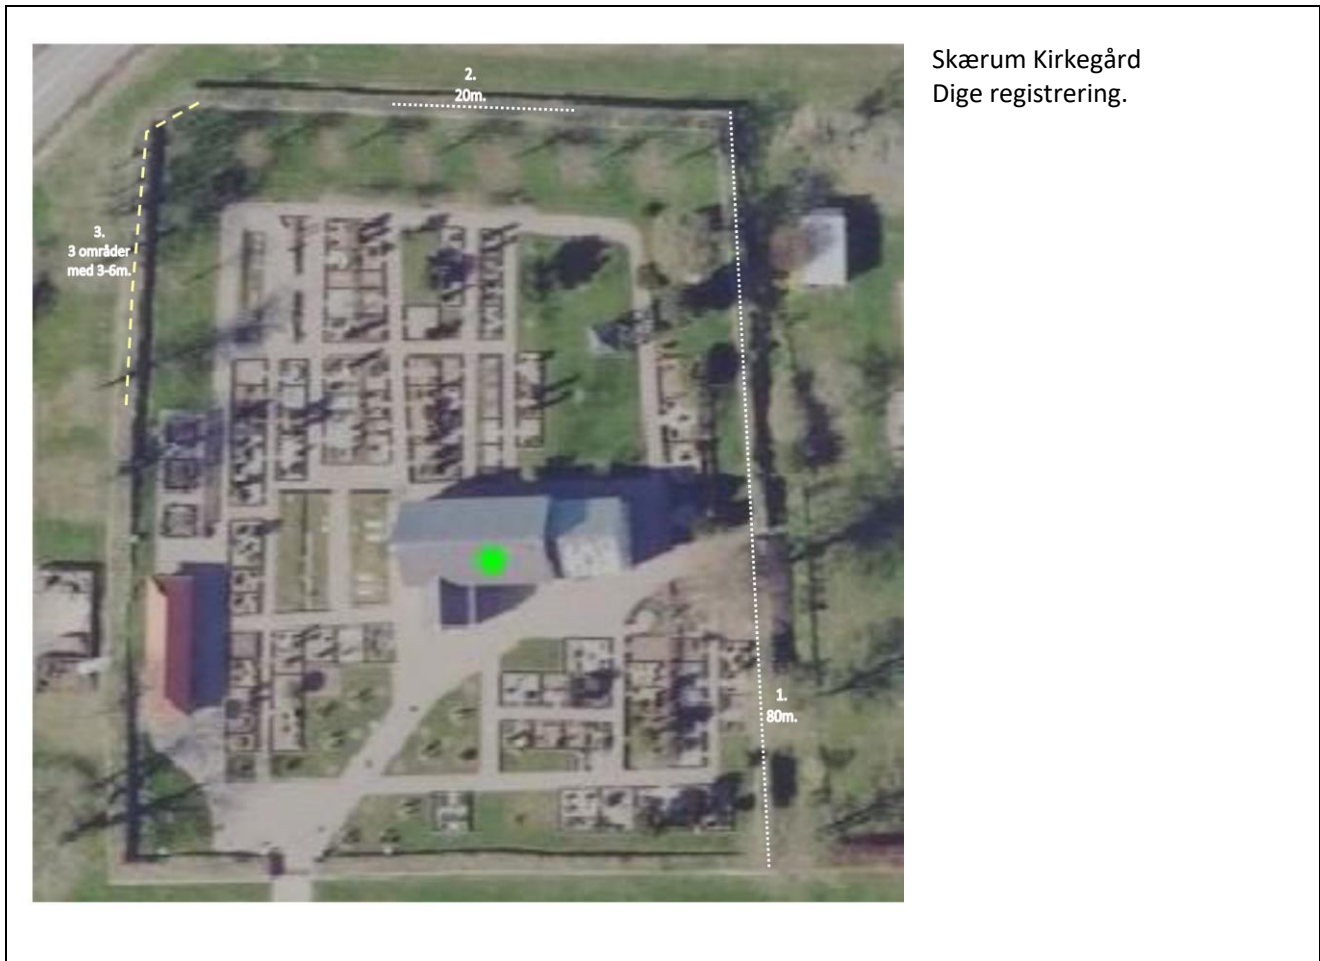 Skærum Kirkegård
Dige registrering.
2.
20m.
3.
3 områder
med 3-6m.
1.
80m.